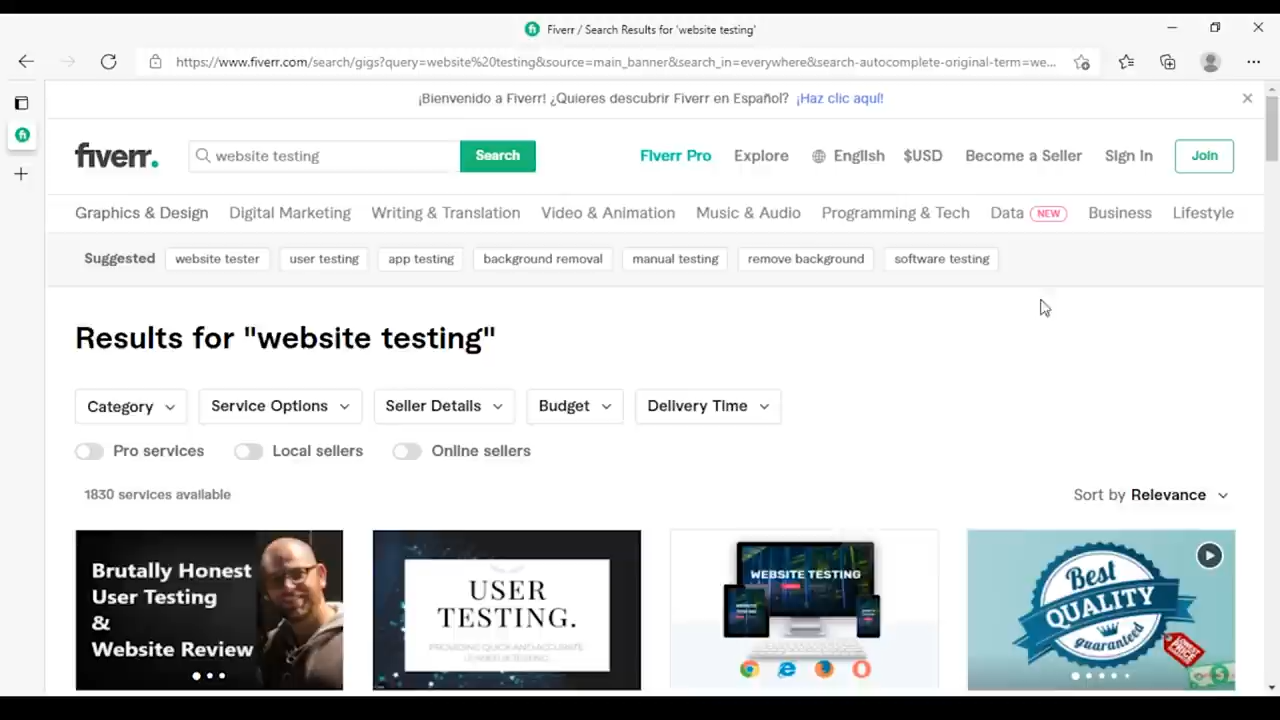 Fiverr / Search Results for 'website testing'
https://www.fiverr.com/search/gigs?query=website%20testing&source=main_banner&search_in=everywhere&search-autocomplete-original-term=we...
¡Bienvenido a Fiverr! ¿Quieres descubrir Fiverr en Español? ¡Haz clic aquí!
fiverr. website testing Search Fiverr Pro Explore English $USD Become a Seller Sign In Join
Graphics & Design Digital Marketing Writing & Translation Video & Animation Music & Audio Programming & Tech Data NEW Business Lifestyle
Suggested website tester user testing app testing background removal manual testing remove background software testing
Results for "website testing"
Category Service Options Seller Details Budget Delivery Time
Pro services Local sellers Online sellers
1830 services available Sort by Relevance
Brutally Honest
User Testing
&
Website Review
USER
TESTING.
PROVIDING QUICK AND ACCURATE
WEBSITE TESTING
Best
QUALITY
guaranteed